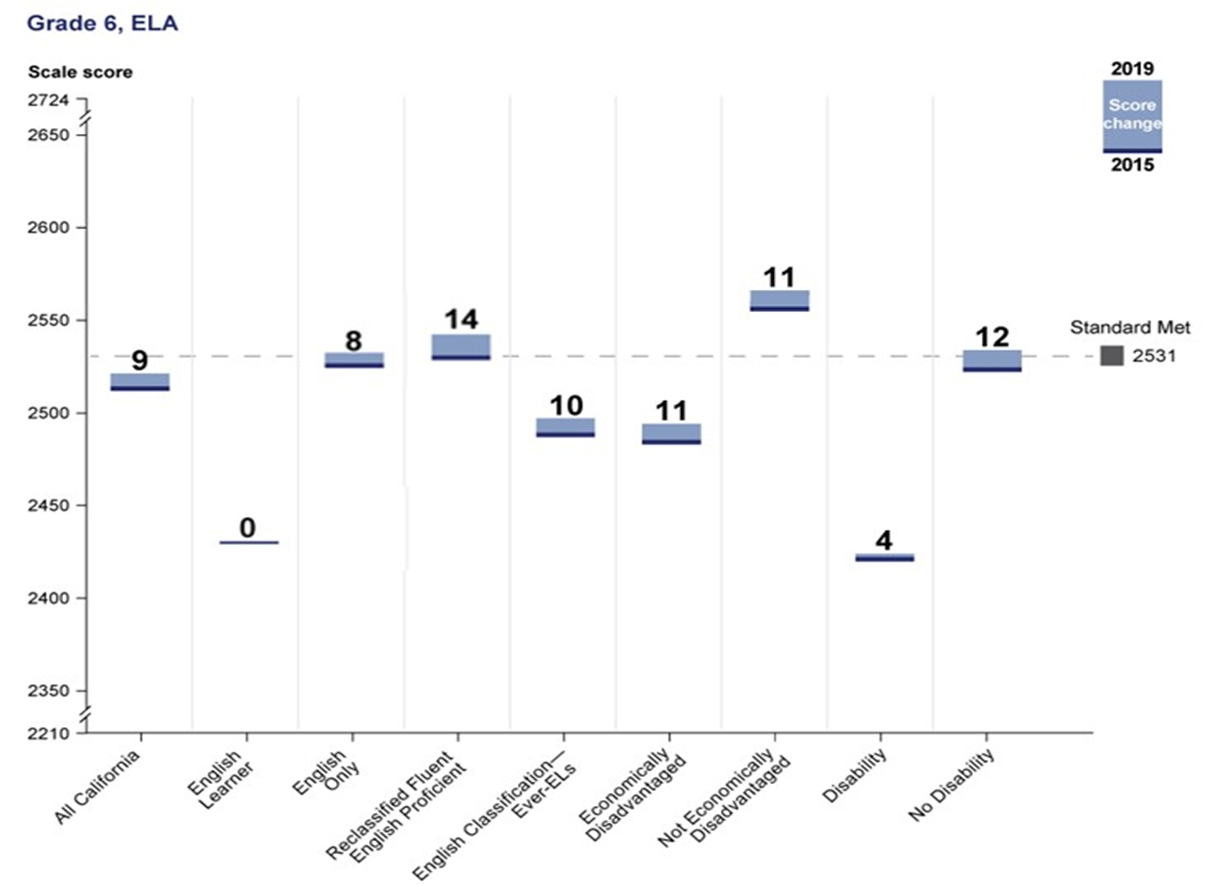 Grade 6, ELA
Scale score
2724
2650
2600
2550
2500
2450
2400
2350
2210
2019
Score
change
2015
9
0
8
14
10
11
11
4
12
Standard Met
2531
All California
English
Learner
English
Only
Reclassified Fluent
English Proficient
English Classification—
Ever-ELs
Economically
Disadvantaged
Not Economically
Disadvantaged
Disability
No Disability